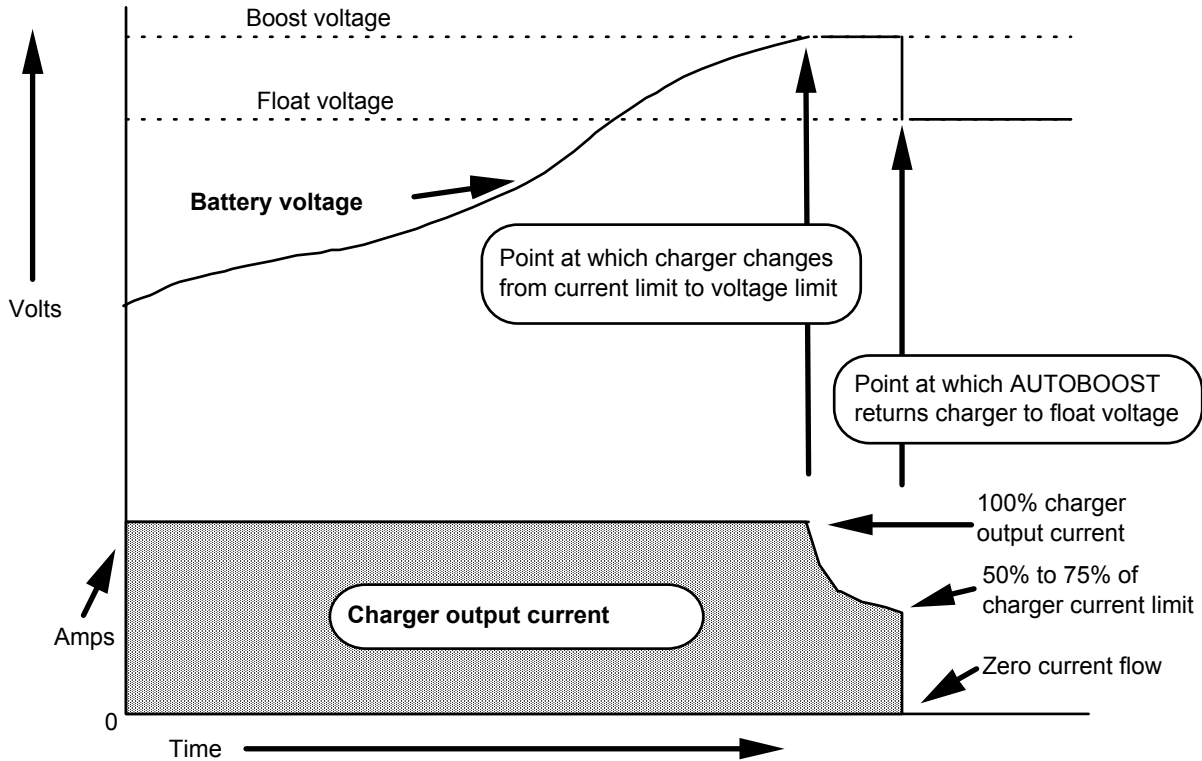 Boost voltage
Float voltage
Battery voltage
Volts
Point at which charger changes
from current limit to voltage limit
Point at which AUTOBOOST
returns charger to float voltage
100% charger
output current
50% to 75% of
charger current limit
Charger output current
Amps
Zero current flow
0
Time